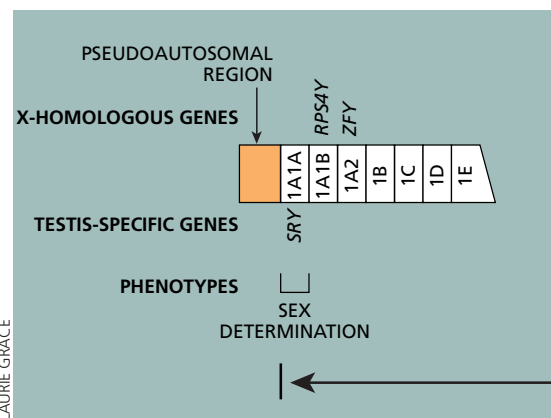 PSEUDOAUTOSOMAL
REGION
X-HOMOLOGOUS GENES
RPS4Y
ZFY
1A1A
1A1B
1A2
1B
1C
1D
1E
TESTIS-SPECIFIC GENES
SRY
PHENOTYPES
SEX
DETERMINATION
LAURIE GRACE